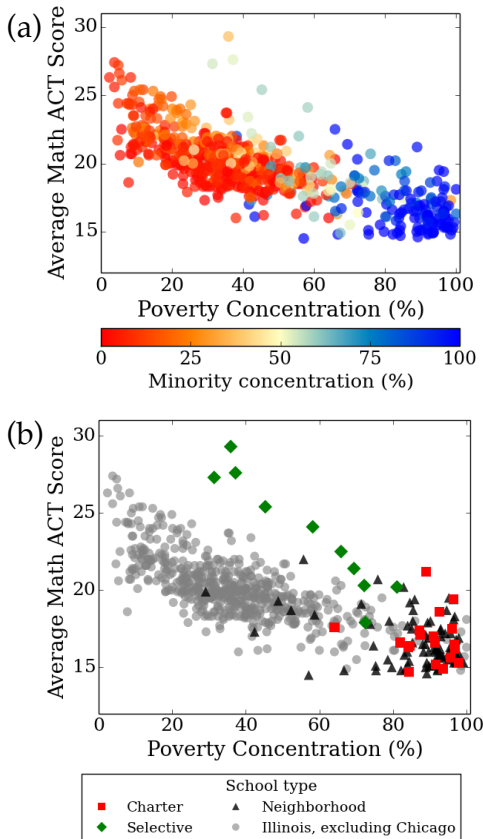 (a)
Average Math ACT Score
30
25
20
15
0 20 40 60 80 100
Poverty Concentration (%)
0 25 50 75 100
Minority concentration (%)
(b)
Average Math ACT Score
30
25
20
15
0 20 40 60 80 100
Poverty Concentration (%)
School type
Charter Neighborhood
Selective Illinois, excluding Chicago